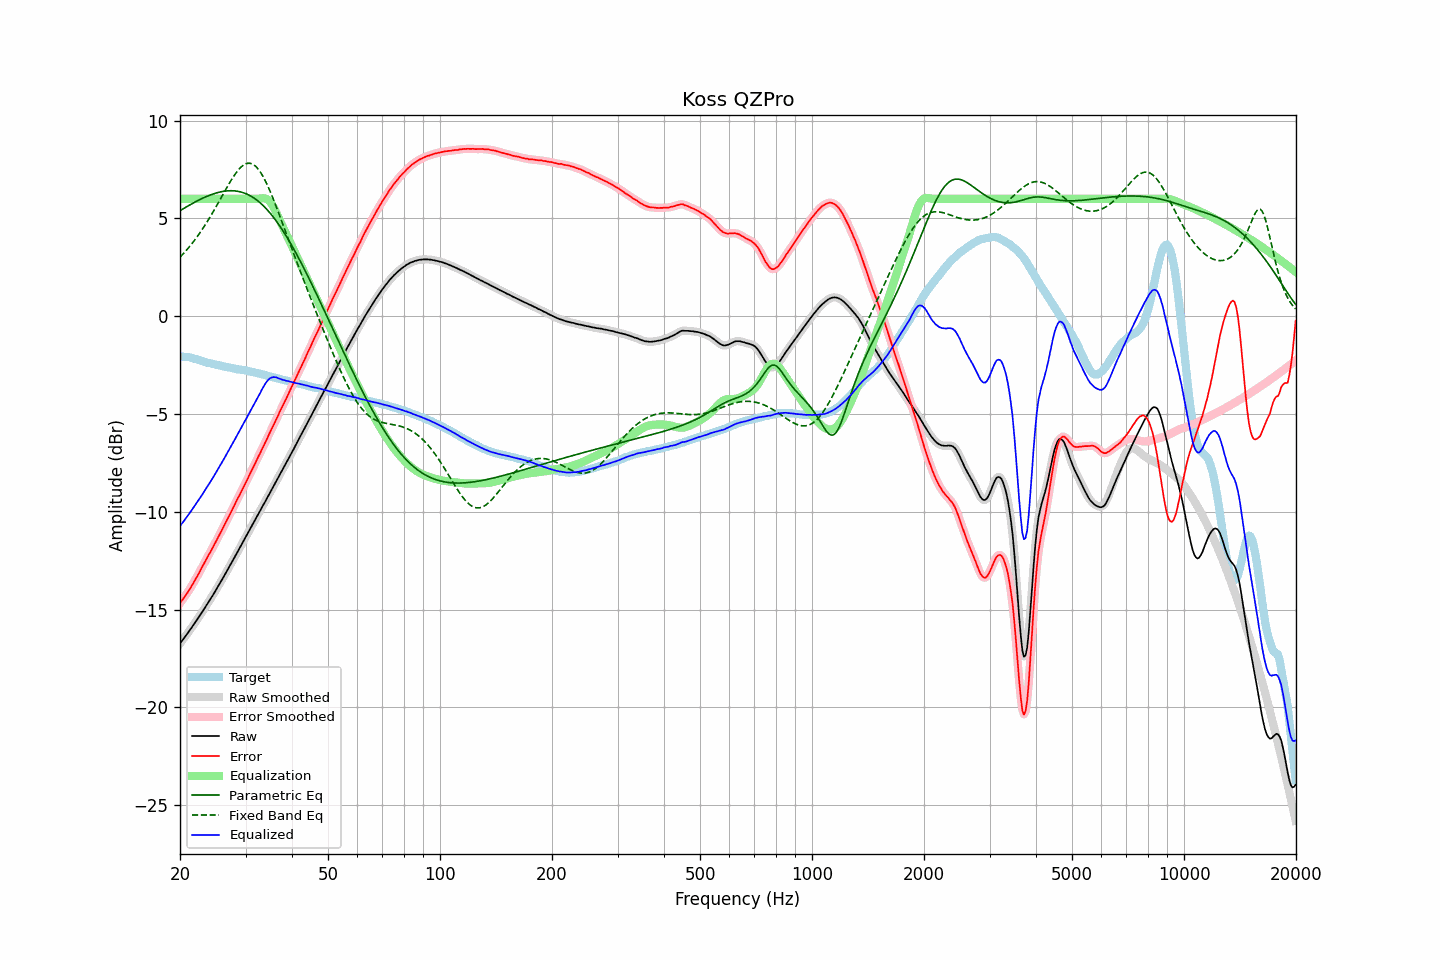 Koss QZPro
10
5
0
−5
−10
−15
−20
−25
Amplitude (dBr)
Target
Raw Smoothed
Error Smoothed
Raw
Error
Equalization
Parametric Eq
Fixed Band Eq
Equalized
20 50 100 200 500 1000 2000 5000 10000 20000
Frequency (Hz)